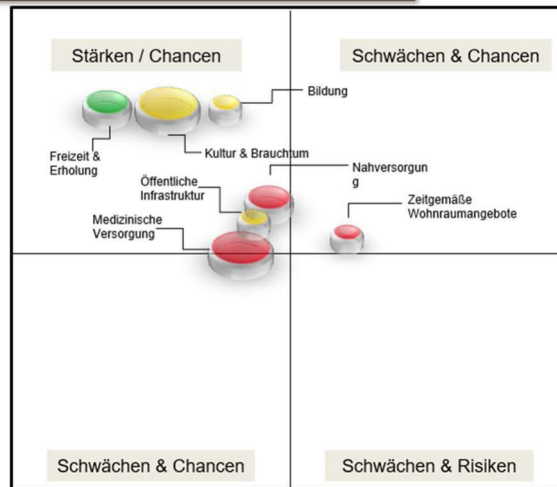 Stärken / Chancen
Schwächen & Chancen
Bildung
Freizeit &
Erholung
Kultur & Brauchtum
Nahversorgun
g
Öffentliche
Infrastruktur
Zeitgemäße
Wohnraumangebote
Medizinische
Versorgung
Schwächen & Chancen
Schwächen & Risiken